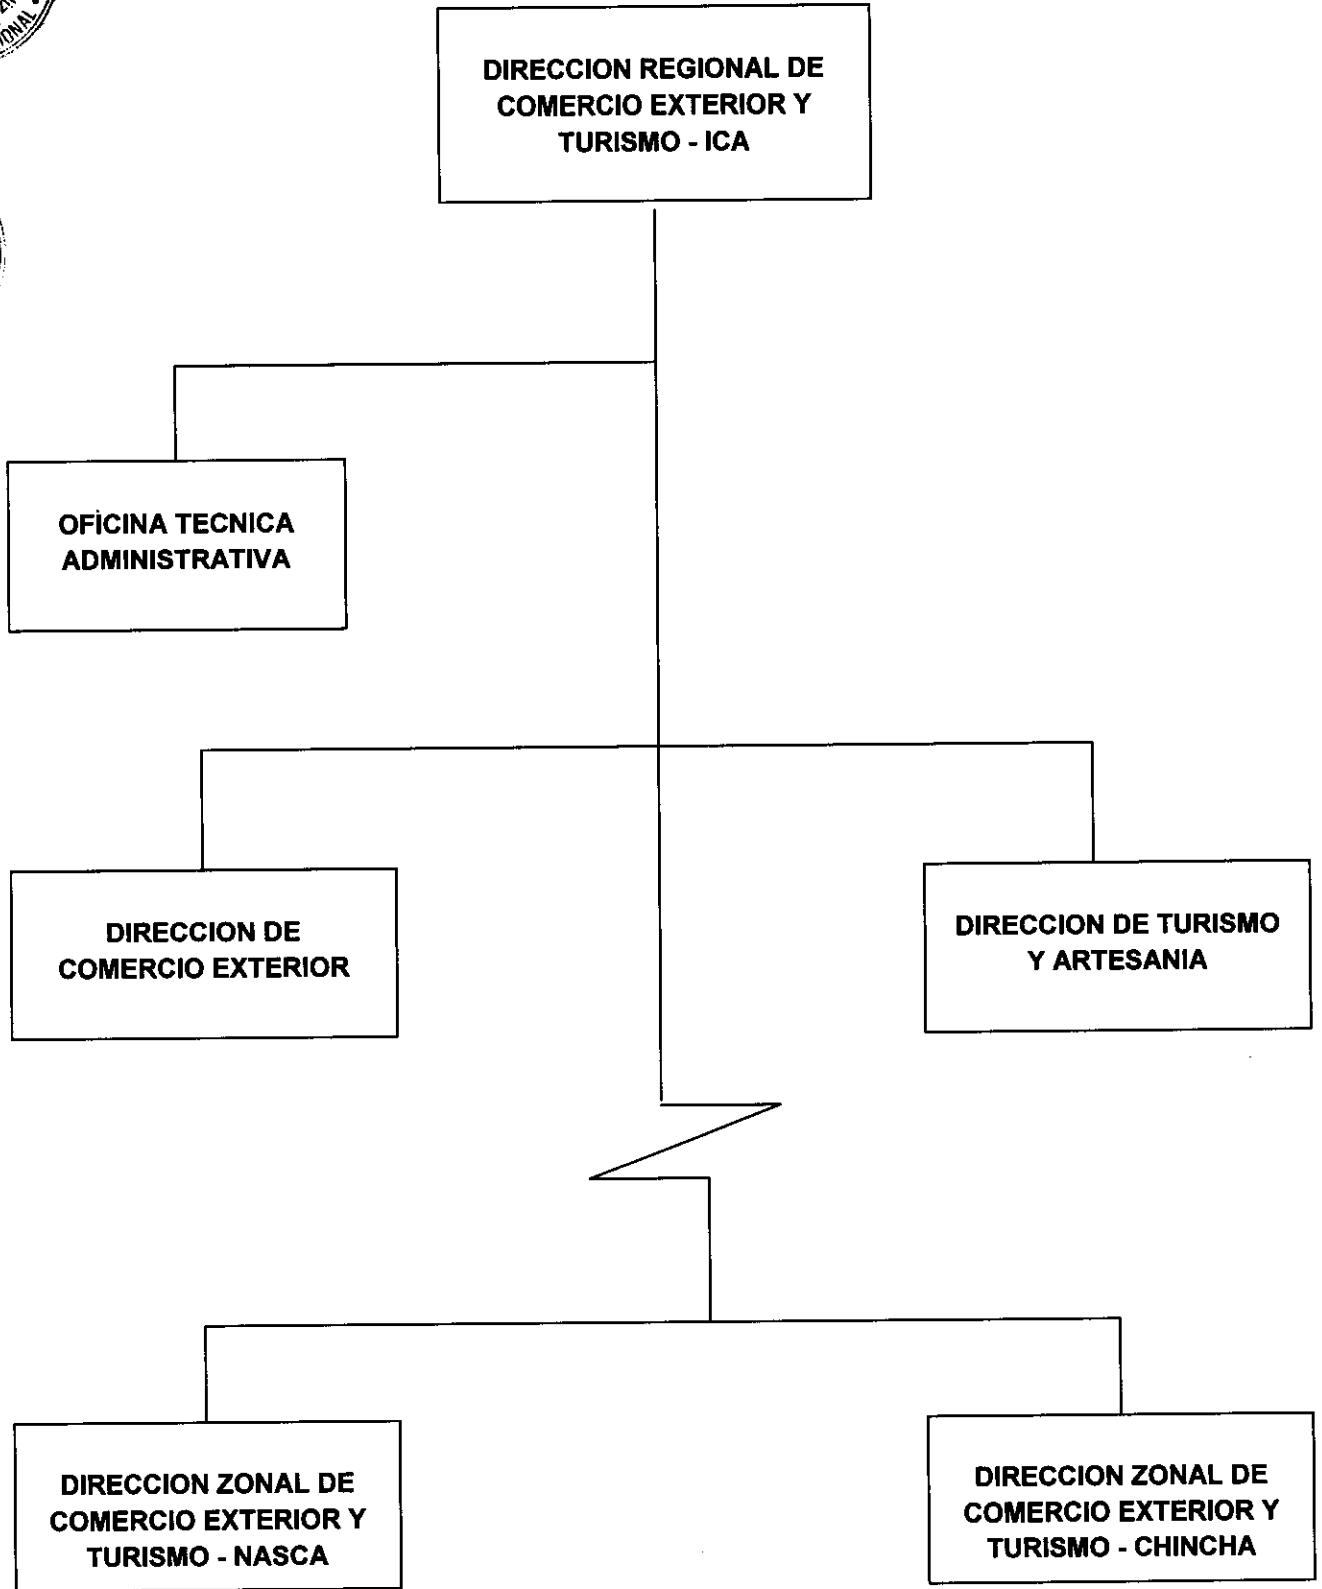 DIRECCION REGIONAL DE
COMERCIO EXTERIOR Y
TURISMO - ICA
OFICINA TECNICA
ADMINISTRATIVA
DIRECCION DE
COMERCIO EXTERIOR
DIRECCION DE TURISMO
Y ARTESANIA
DIRECCION ZONAL DE
COMERCIO EXTERIOR Y
TURISMO - NASCA
DIRECCION ZONAL DE
COMERCIO EXTERIOR Y
TURISMO - CHINCHA